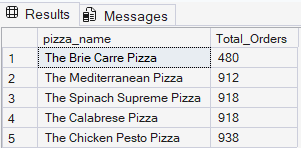 Results Messages
pizza_name Total_Orders
1 The Brie Carre Pizza 480
2 The Mediterranean Pizza 912
3 The Spinach Supreme Pizza 918
4 The Calabrese Pizza 918
5 The Chicken Pesto Pizza 938